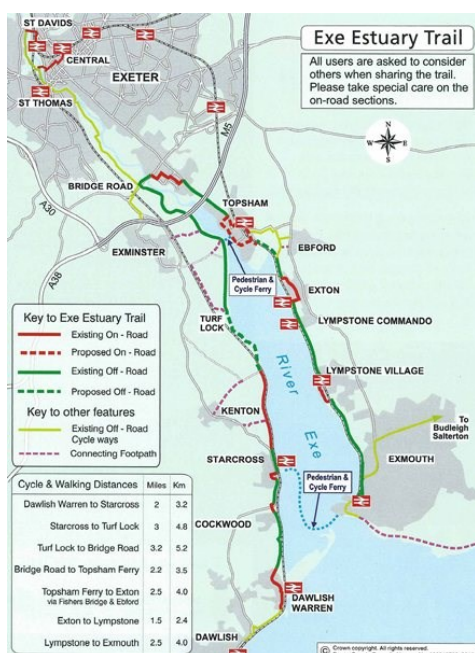 ST DAVIDS
CENTRAL
EXETER
ST THOMAS
Exe Estuary Trail
All users are asked to consider
others when sharing the trail.
Please take special care on the
on-road sections.
N
W E
S
M5
BRIDGE ROAD
TOPSHAM
A30
A38
EXMINSTER
EBFORD
Pedestrian &
Cycle Ferry
EXTON
LYMPSTONE COMMANDO
TURF
LOCK
Key to Exe Estuary Trail
Existing On - Road
Proposed On - Road
Existing Off - Road
Proposed Off - Road
Key to other features
Existing Off - Road
Cycle ways
Connecting Footpath
River
Exe
LYMPSTONE VILLAGE
KENTON
To
Budleigh
Salterton
EXMOUTH
STARCROSS
Pedestrian &
Cycle Ferry
COCKWOOD
DAWLISH
WARREN
DAWLISH
Cycle & Walking Distances Miles Km
Dawlish Warren to Starcross 2 3.2
Starcross to Turf Lock 3 4.8
Turf Lock to Bridge Road 3.2 5.2
Bridge Road to Topsham Ferry 2.2 3.5
Topsham Ferry to Exton 2.5 4.0
via Fishers Bridge & Ebford
Exton to Lympstone 1.5 2.4
Lympstone to Exmouth 2.5 4.0
© Crown copyright. All rights reserved.